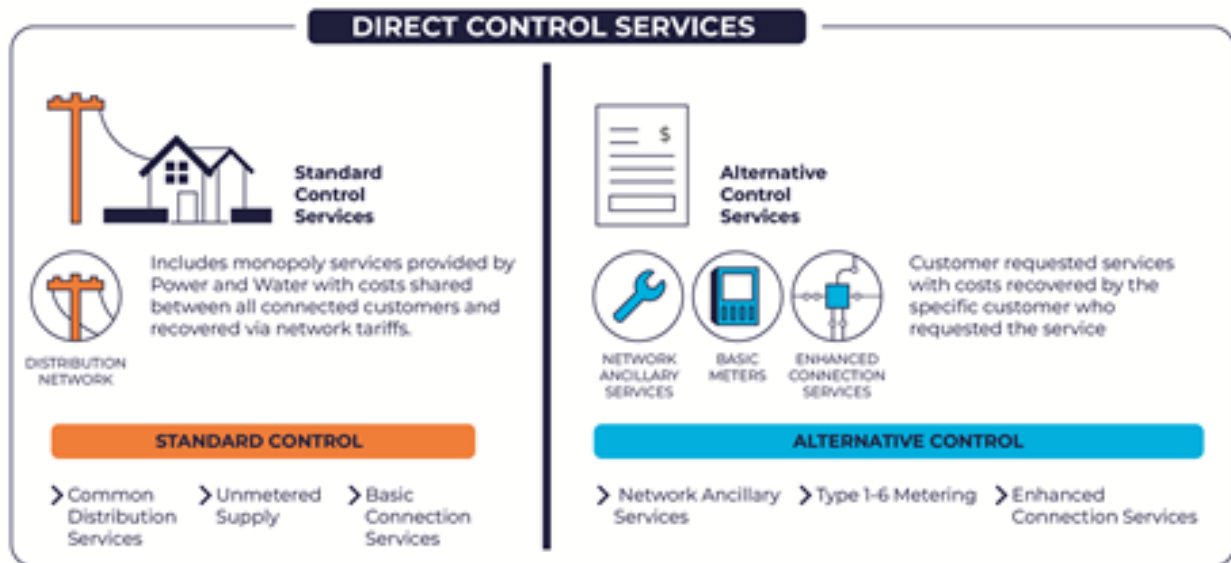 DIRECT CONTROL SERVICES
Standard
Control
Services
Includes monopoly services provided by
Power and Water with costs shared
between all connected customers and
recovered via network tariffs.
DISTRIBUTION
NETWORK
STANDARD CONTROL
Common
Distribution
Services
Unmetered
Supply
Basic
Connection
Services
$
Alternative
Control
Services
NETWORK
ANCILLARY
SERVICES
BASIC
METERS
ENHANCED
CONNECTION
SERVICES
Customer requested services
with costs recovered by the
specific customer who
requested the service
ALTERNATIVE CONTROL
Network Ancillary
Services
Type 1-6 Metering
Enhanced
Connection Services